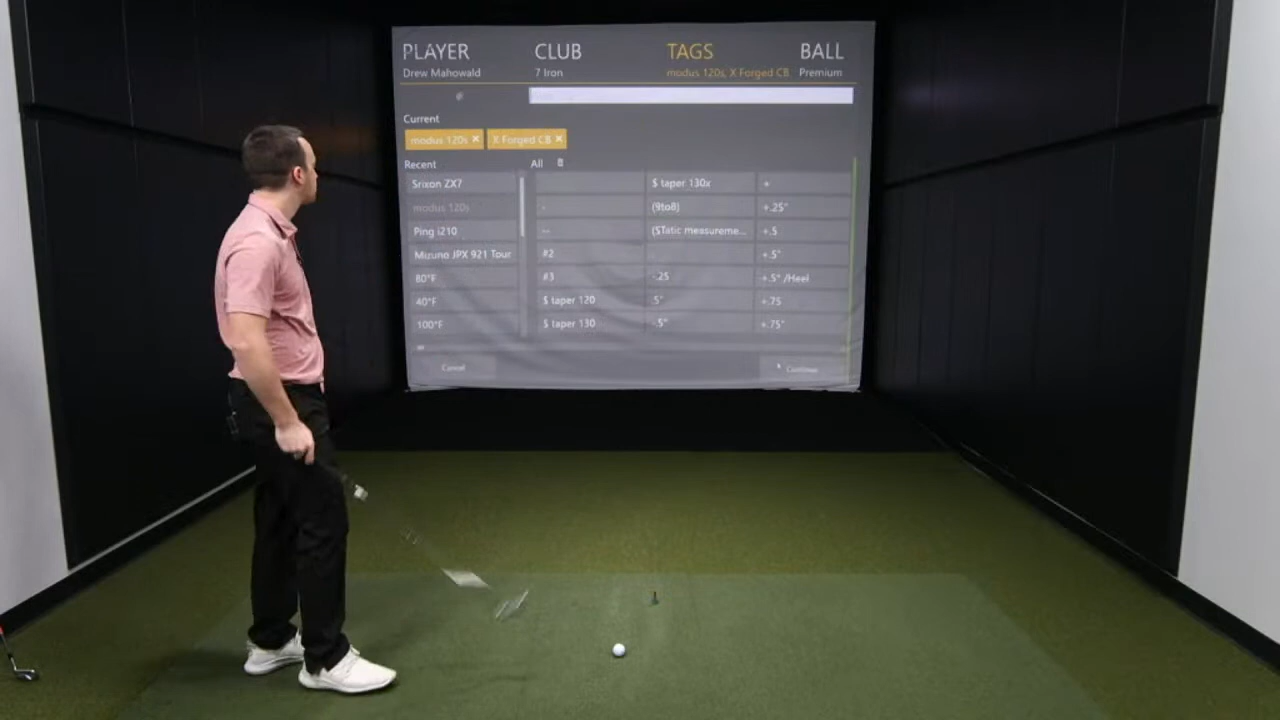 PLAYER CLUB TAGS BALL
Drew Mahowald 7 Iron modus 120s, X Forged CB Premium
Current
modus 120s × X Forged CB ×
Recent All
Srixon ZX7 $ taper 130x +
modus 120s - (9to8) +.25"
Ping i210 -- ($Tatic measureme... +.5
Mizuno JPX 921 Tour #2 +.5"
80°F #3 .25 +.5" /Heel
40°F $ taper 120 .5" +.75
100°F $ taper 130 .5" +.75"
Cancel Continue